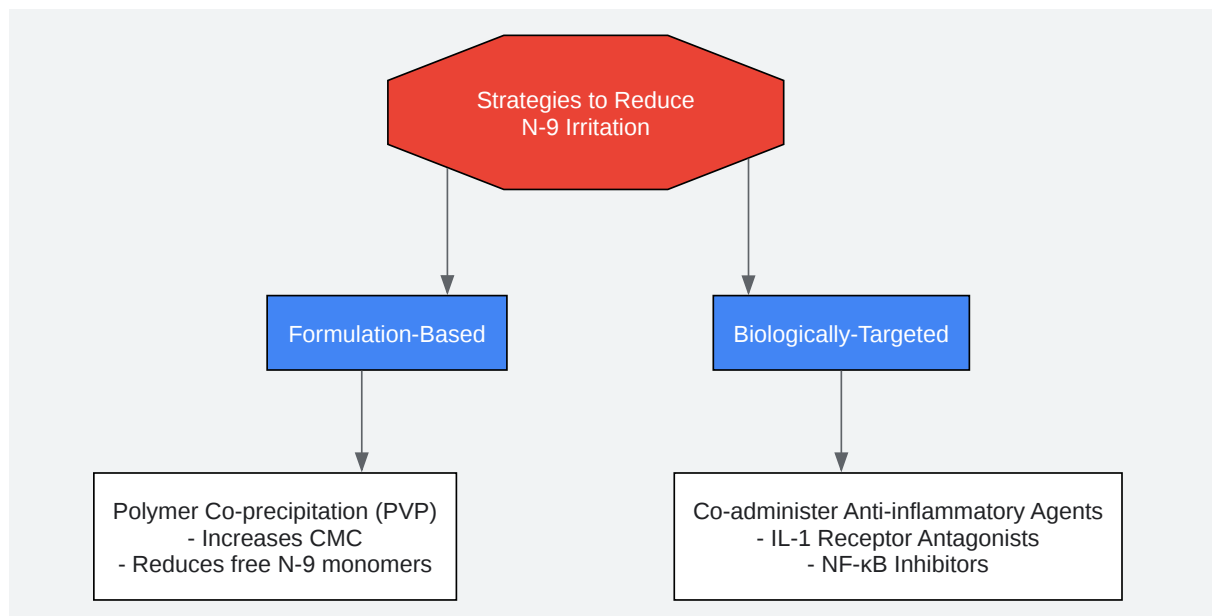 Strategies to Reduce
N-9 Irritation
Formulation-Based
Biologically-Targeted
Polymer Co-precipitation (PVP)
- Increases CMC
- Reduces free N-9 monomers
Co-administer Anti-inflammatory Agents
- IL-1 Receptor Antagonists
- NF-κB Inhibitors